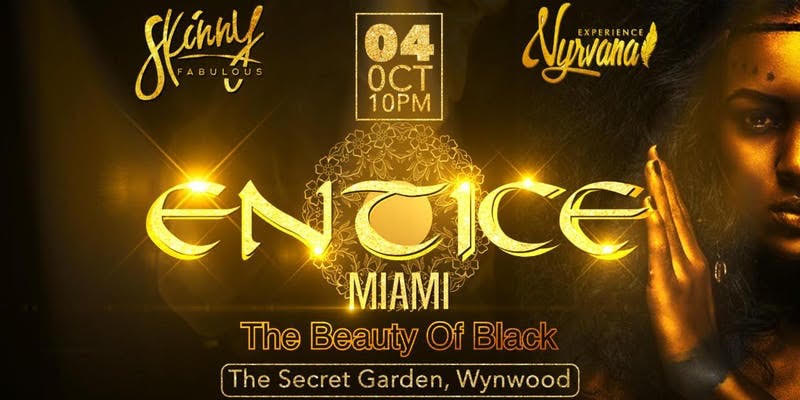 Skinny
FABULOUS
04
OCT
10PM
EXPERIENCE
Nyrvana
ENTICE
MIAMI
The Beauty Of Black
The Secret Garden, Wynwood